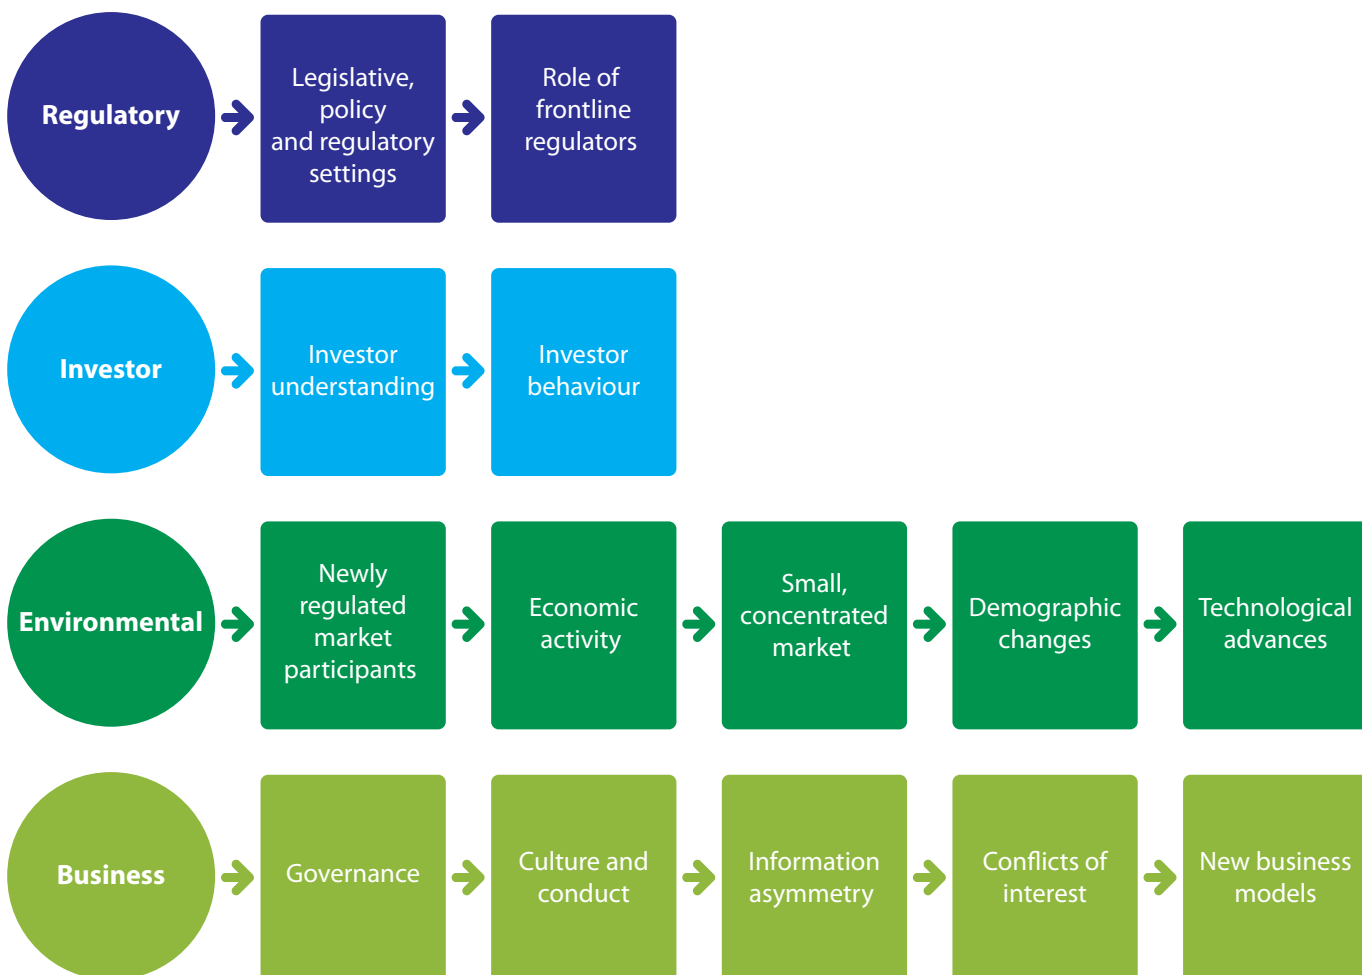 Regulatory
Legislative,
policy
and regulatory
settings
Role of
frontline
regulators
Investor
Investor
understanding
Investor
behaviour
Environmental
Newly
regulated
market
participants
Economic
activity
Small,
concentrated
market
Demographic
changes
Technological
advances
Business
Governance
Culture and
conduct
Information
asymmetry
Conflicts of
interest
New business
models